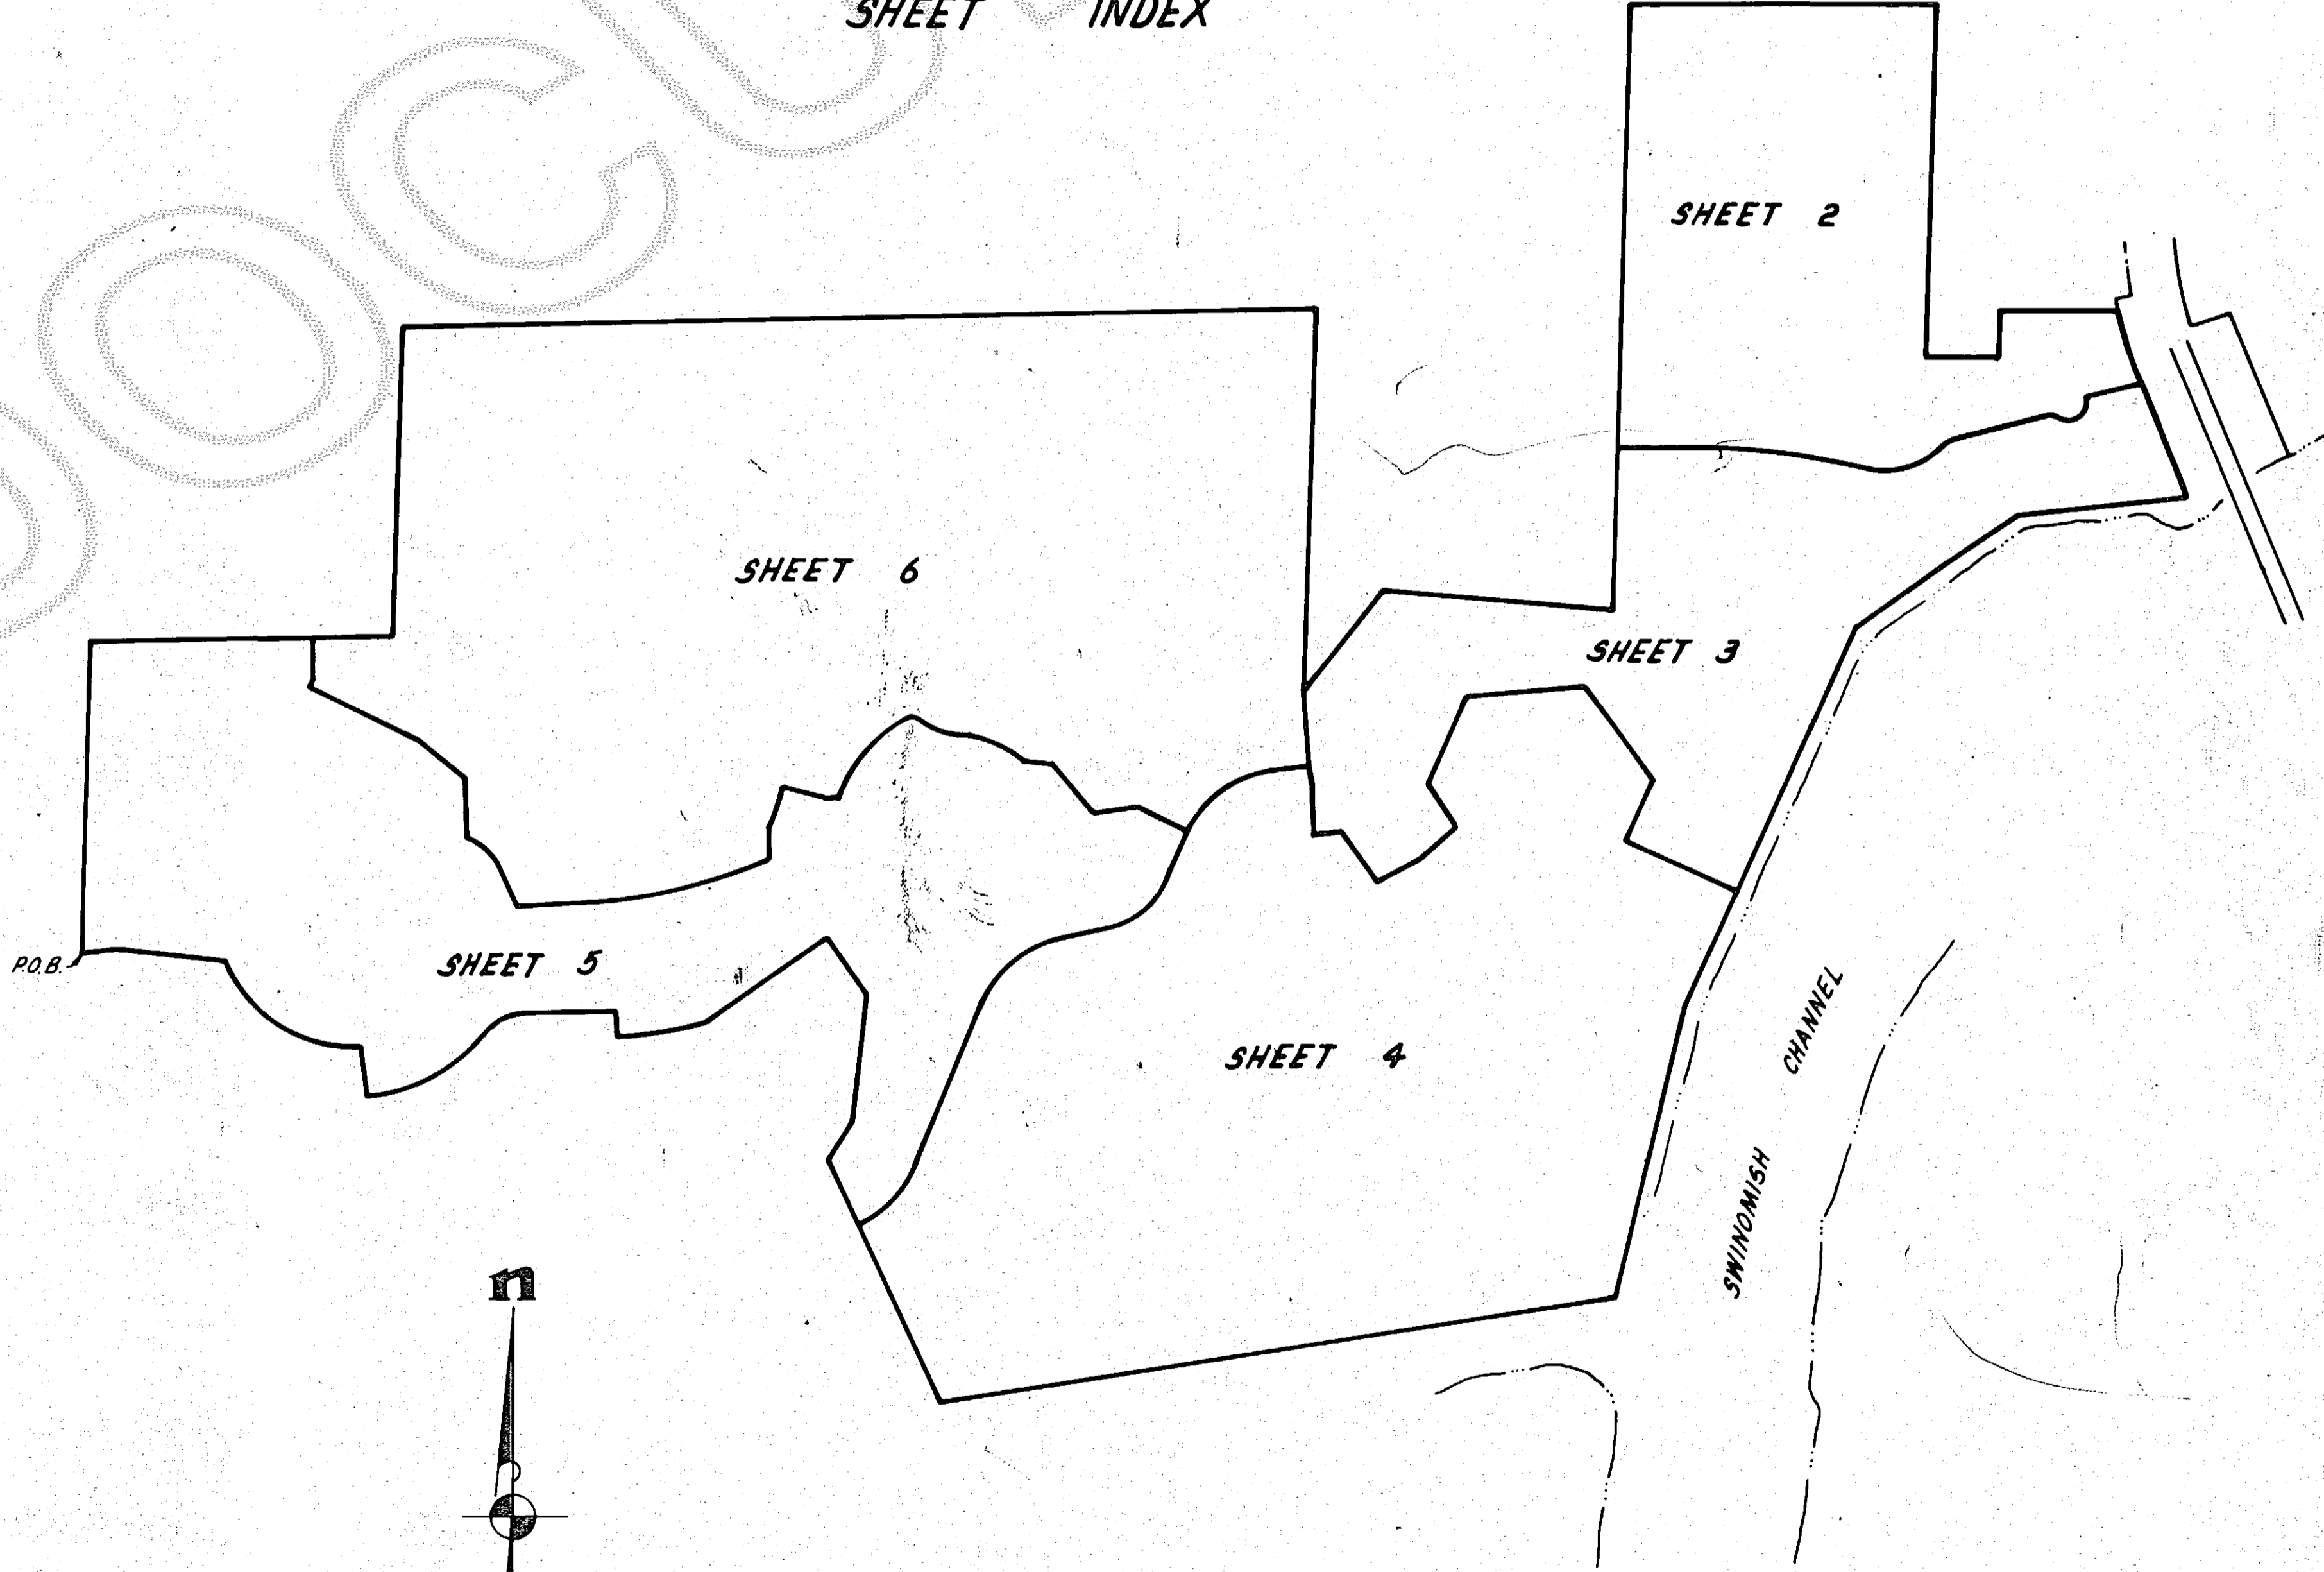 SHEET INDEX
SHEET 2
SHEET 6
SHEET 3
P.O.B.
SHEET 5
SHEET 4
SWINOMISH CHANNEL
n